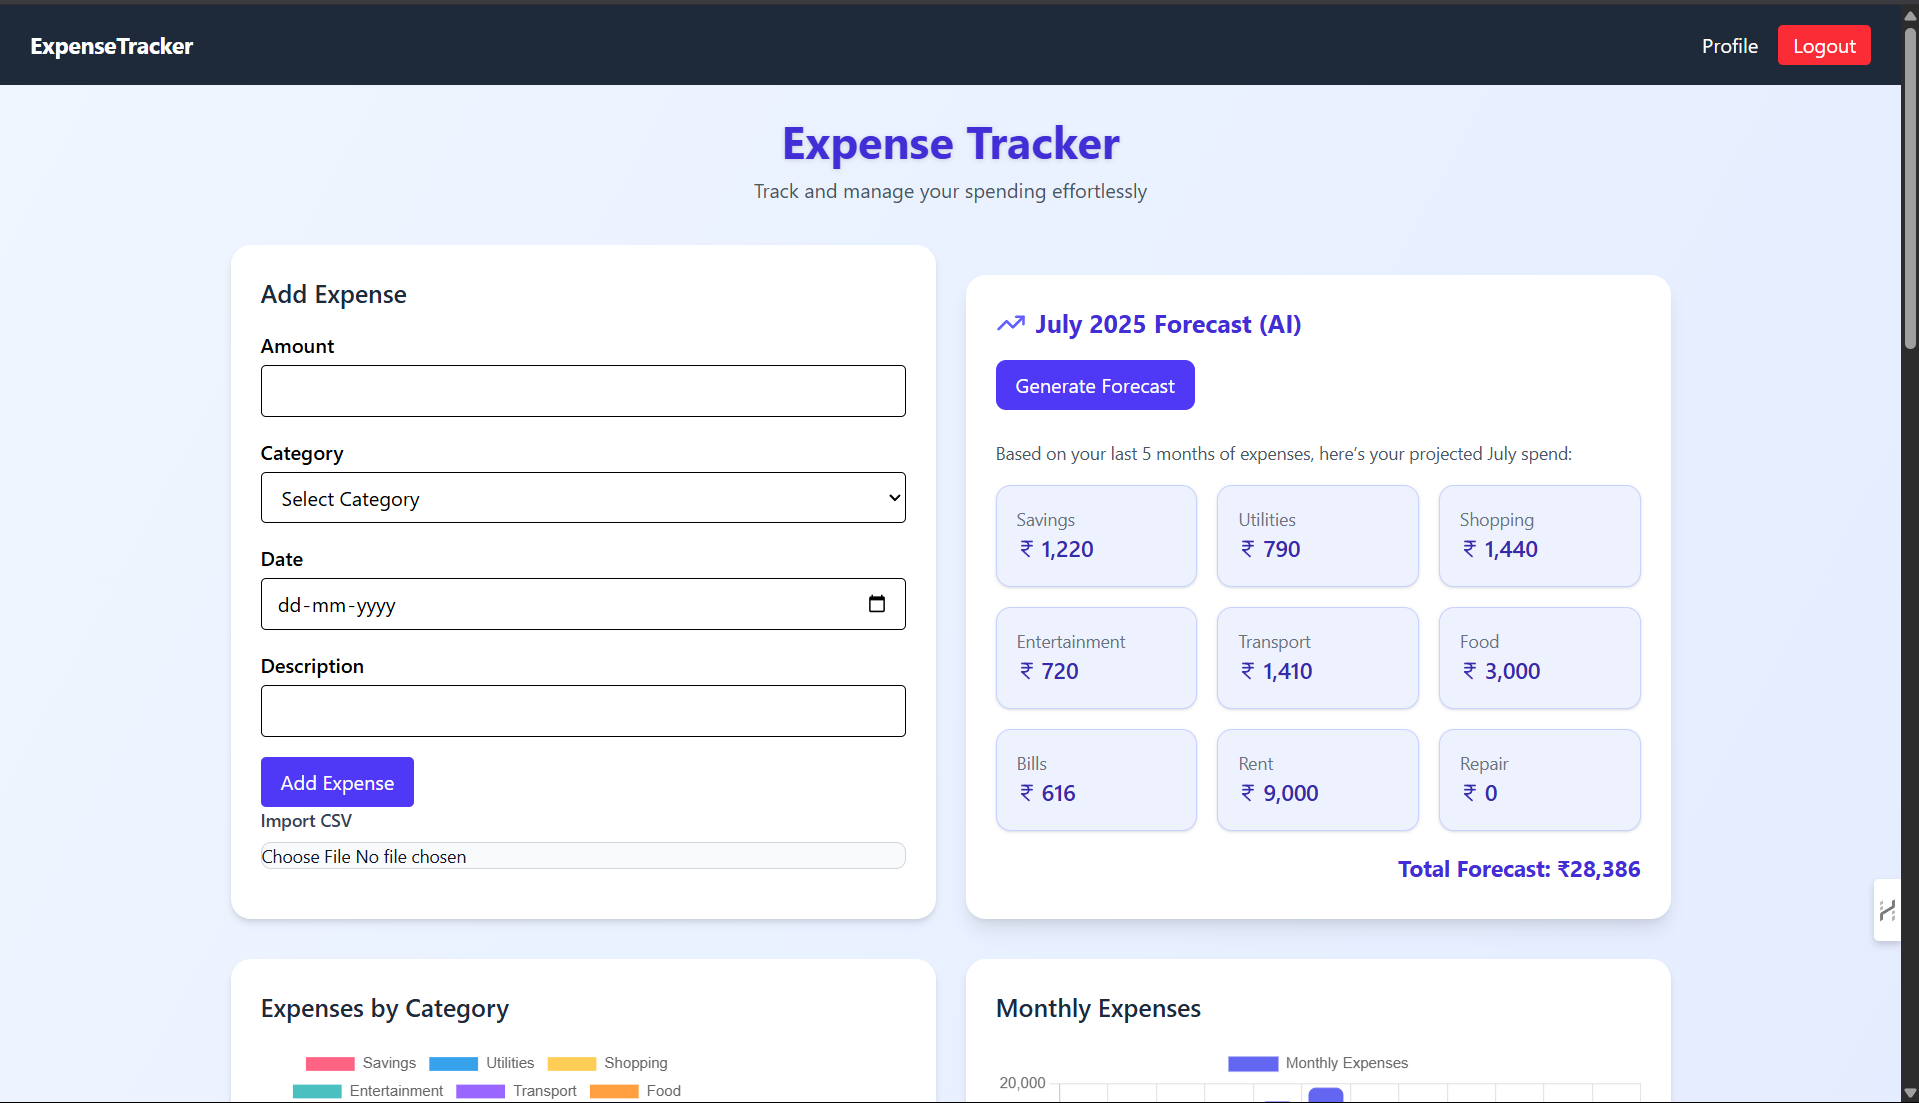 ExpenseTracker
Profile
Logout
Expense Tracker
Track and manage your spending effortlessly
Add Expense
Amount
Category
Select Category
Date
dd-mm-yyyy
Description
Add Expense
Import CSV
Choose File No file chosen
July 2025 Forecast (AI)
Generate Forecast
Based on your last 5 months of expenses, here’s your projected July spend:
Savings
₹ 1,220
Utilities
₹ 790
Shopping
₹ 1,440
Entertainment
₹ 720
Transport
₹ 1,410
Food
₹ 3,000
Bills
₹ 616
Rent
₹ 9,000
Repair
₹ 0
Total Forecast: ₹28,386
Expenses by Category
Savings Utilities Shopping
Entertainment Transport Food
Monthly Expenses
Monthly Expenses
20,000